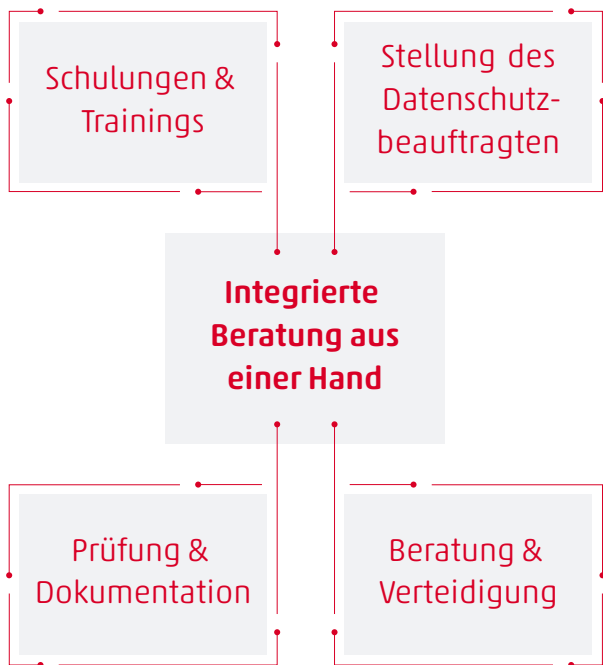 Schulungen &
Trainings
Stellung des
Datenschutz-
beauftragten
Integrierte
Beratung aus
einer Hand
Prüfung &
Dokumentation
Beratung &
Verteidigung